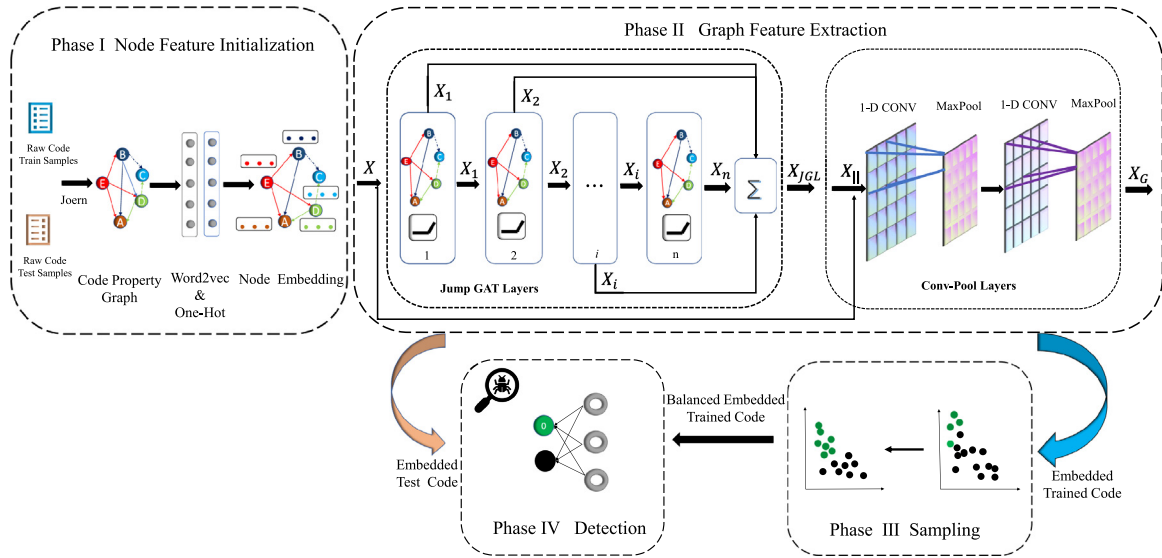 Phase I Node Feature Initialization
Raw Code
Train Samples
Joern
Raw Code
Test Samples
B
C
E
D
A
Code Property
Graph
Word2vec
&
One-Hot
B
C
E
D
A
Node Embedding
X
Phase II Graph Feature Extraction
X₁
X₂
B
C
E
D
A
1
X₁
B
C
E
D
A
2
X₂
...
i
Xᵢ
Xᵢ
B
C
E
D
A
n
Xₙ
Σ
Jump GAT Layers
X_JGL
X_||
1-D CONV
MaxPool
1-D CONV
MaxPool
Conv-Pool Layers
X_G
Embedded
Test Code
0
Phase IV Detection
Balanced Embedded
Trained Code
Phase III Sampling
Embedded
Trained Code